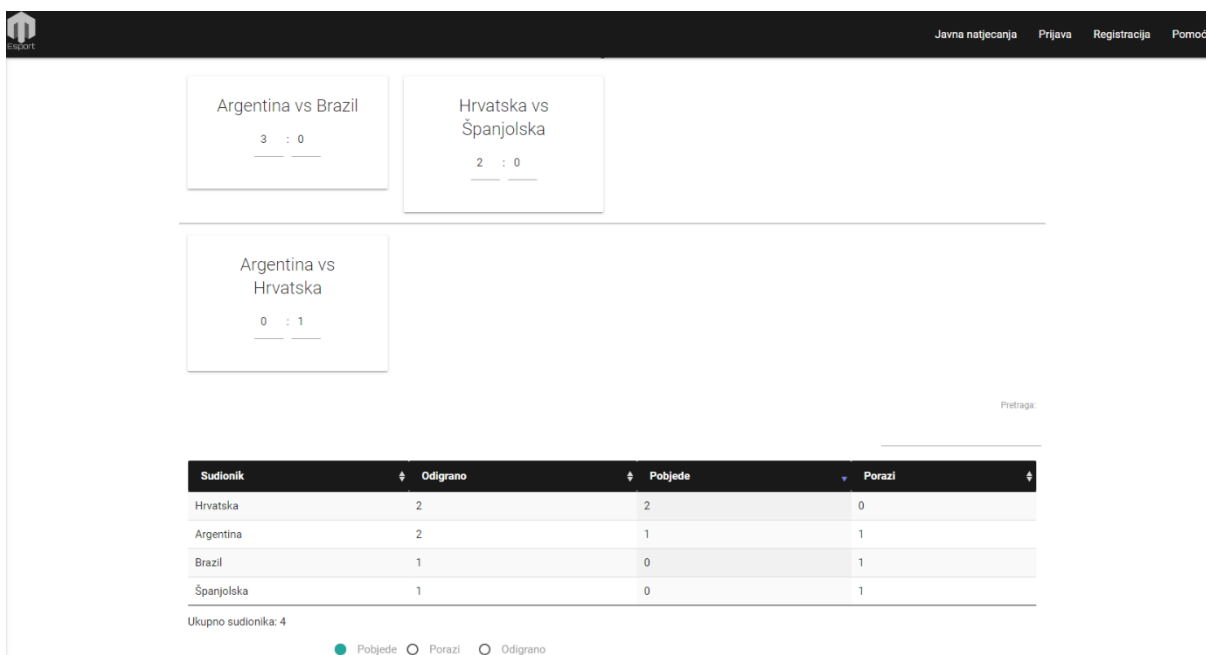 Esport
Javna natjecanja Prijava Registracija Pomoć
Argentina vs Brazil
3 : 0
Hrvatska vs
Španjolska
2 : 0
Argentina vs
Hrvatska
0 : 1
Pretraga:
Sudionik Odigrano Pobjede Porazi
Hrvatska 2 2 0
Argentina 2 1 1
Brazil 1 0 1
Španjolska 1 0 1
Ukupno sudionika: 4
Pobjede Porazi Odigrano